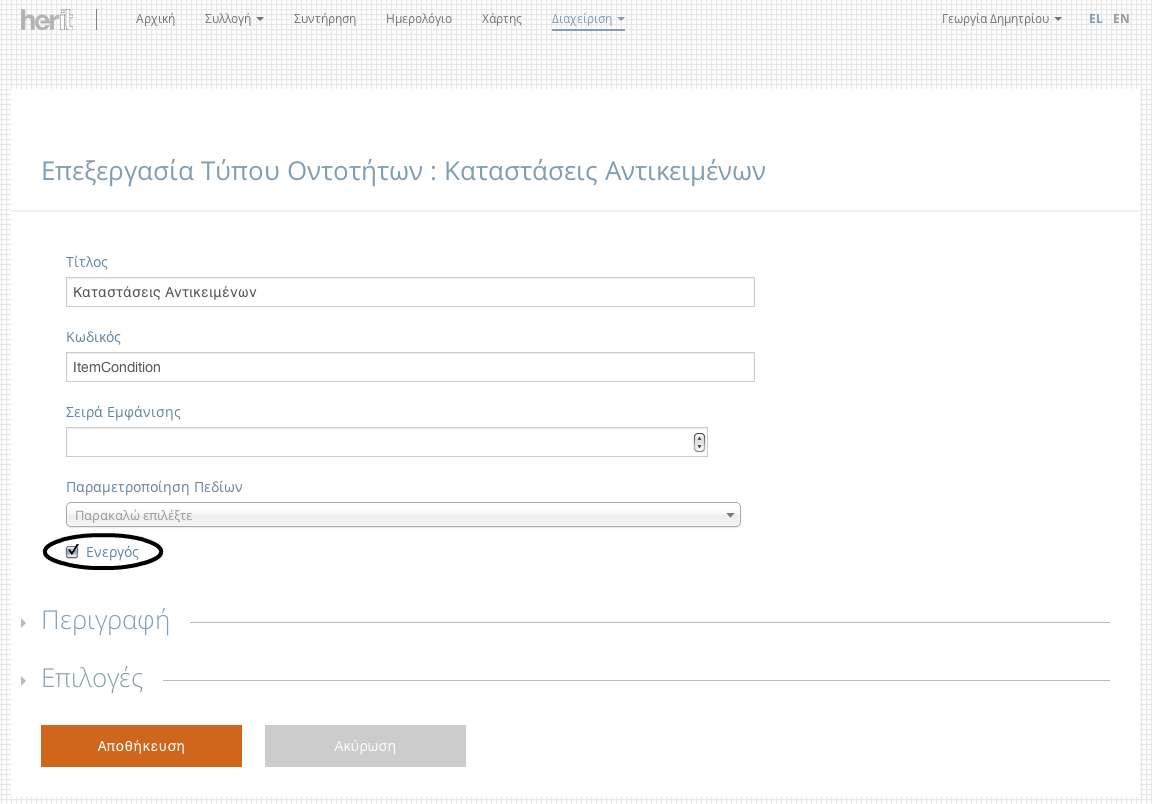 herit Αρχική Συλλογή Συντήρηση Ημερολόγιο Χάρτης Διαχείριση Γεωργία Δημητρίου EL EN
Επεξεργασία Τύπου Οντοτήτων : Καταστάσεις Αντικειμένων
Τίτλος
Καταστάσεις Αντικειμένων
Κωδικός
ItemCondition
Σειρά Εμφάνισης
Παραμετροποίηση Πεδίων
Παρακαλώ επιλέξτε
Ενεργός
Περιγραφή
Επιλογές
Αποθήκευση Ακύρωση